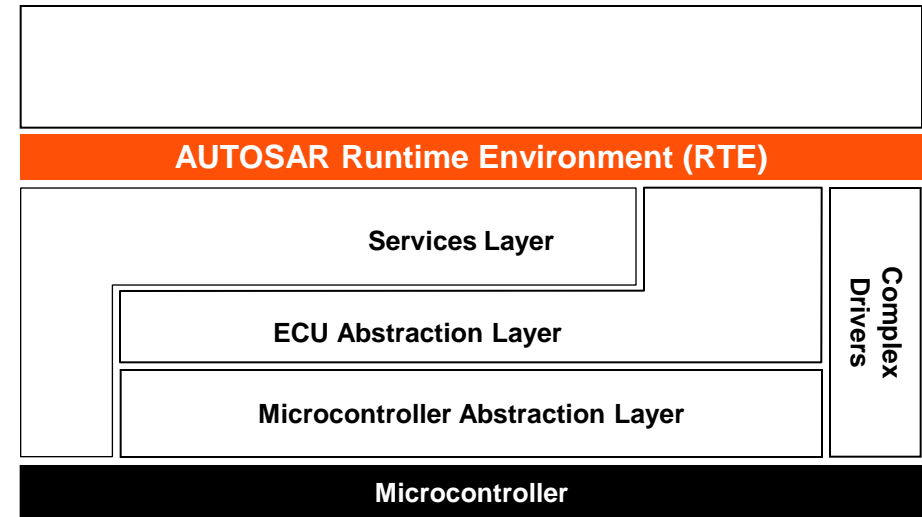 AUTOSAR Runtime Environment (RTE)
Services Layer
ECU Abstraction Layer
Microcontroller Abstraction Layer
Complex
Drivers
Microcontroller